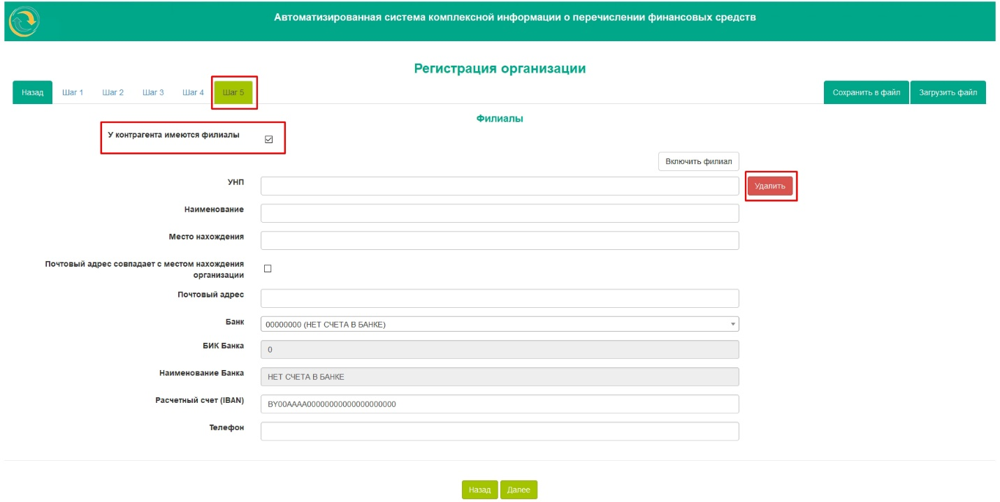 Автоматизированная система комплексной информации о перечислении финансовых средств
Регистрация организации
Назад Шаг 1 Шаг 2 Шаг 3 Шаг 4 Шаг 5 Сохранить в файл Загрузить файл
Филиалы
У контрагента имеются филиалы
Включить филиал
УНП Удалить
Наименование
Место нахождения
Почтовый адрес совпадает с местом нахождения
организации
Почтовый адрес
Банк 00000000 (НЕТ СЧЕТА В БАНКЕ)
БИК Банка 0
Наименование Банка НЕТ СЧЕТА В БАНКЕ
Расчетный счет (IBAN) BY00AAAA00000000000000000000
Телефон
Назад Далее